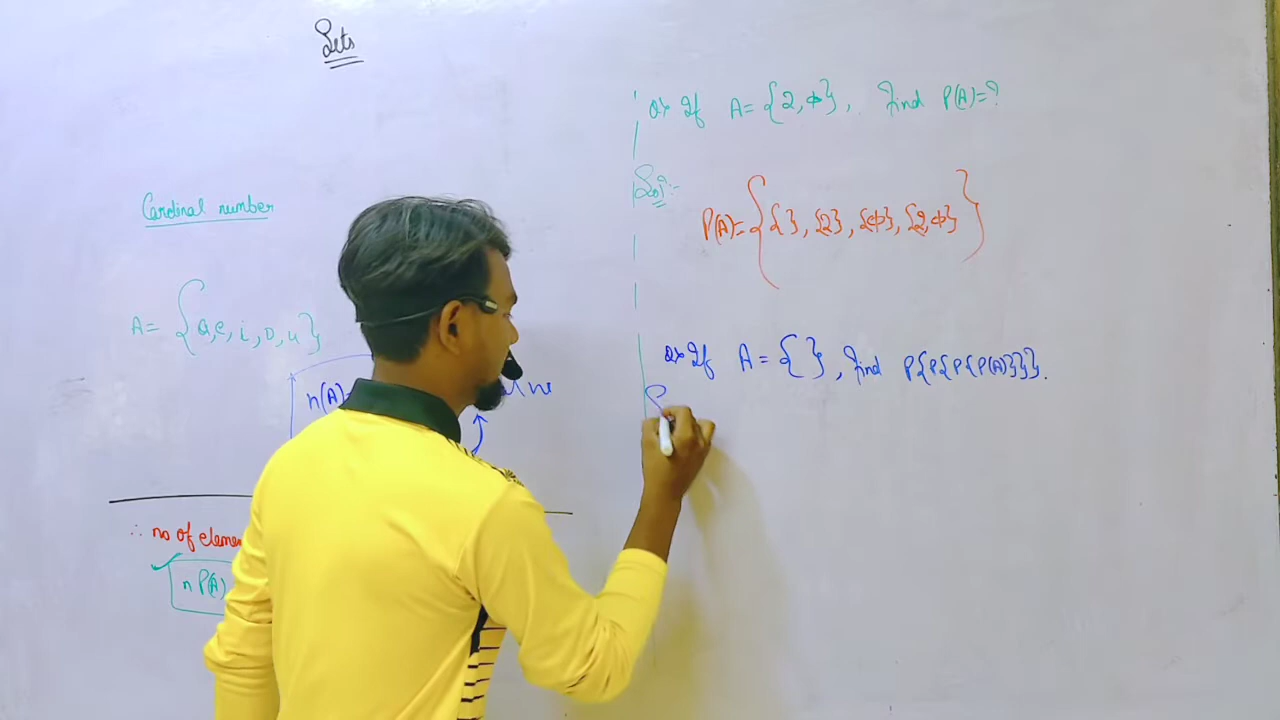 Sets
Cardinal number
A = {a, e, i, o, u}
n(A)
∴ no of elemen
n P(A)
If A = {2, Φ}, Find P(A)=?
Sol:-
P(A)= { { }, {2}, {Φ}, {2, Φ} }
If A = { }, Find P{P{P{P(A)}}}.